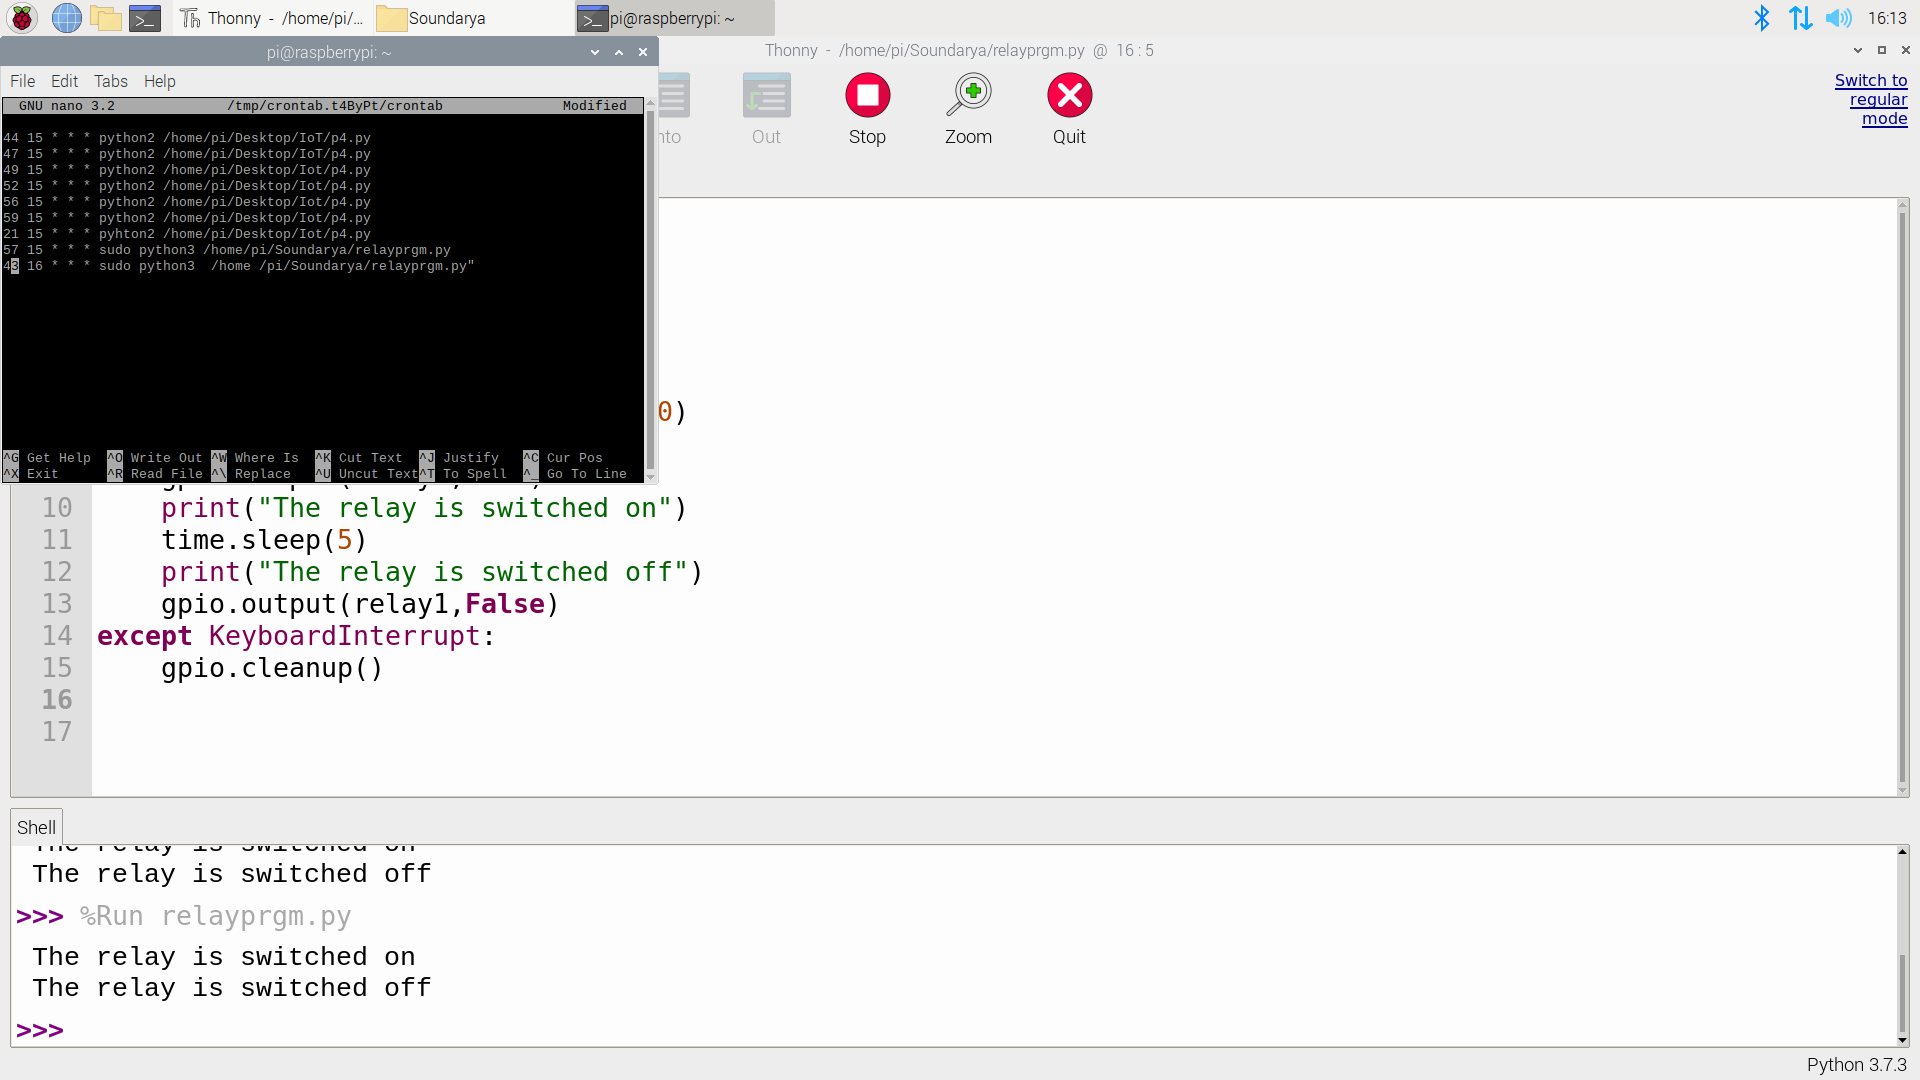 Thonny - /home/pi/...
Soundarya
pi@raspberrypi: ~
16:13
pi@raspberrypi: ~
Thonny - /home/pi/Soundarya/relayprgm.py @ 16 : 5
File Edit Tabs Help
GNU nano 3.2 /tmp/crontab.t4ByPt/crontab Modified
44 15 * * * python2 /home/pi/Desktop/IoT/p4.py
47 15 * * * python2 /home/pi/Desktop/IoT/p4.py
49 15 * * * python2 /home/pi/Desktop/Iot/p4.py
52 15 * * * python2 /home/pi/Desktop/Iot/p4.py
56 15 * * * python2 /home/pi/Desktop/Iot/p4.py
59 15 * * * python2 /home/pi/Desktop/Iot/p4.py
21 15 * * * pyhton2 /home/pi/Desktop/Iot/p4.py
57 15 * * * sudo python3 /home/pi/Soundarya/relayprgm.py
43 16 * * * sudo python3  /home /pi/Soundarya/relayprgm.py"
^G Get Help ^O Write Out ^W Where Is ^K Cut Text ^J Justify ^C Cur Pos
^X Exit ^R Read File ^\ Replace ^U Uncut Text ^T To Spell ^_ Go To Line
Out
Stop
Zoom
Quit
Switch to
regular
mode
0)
10 print("The relay is switched on")
11 time.sleep(5)
12 print("The relay is switched off")
13 gpio.output(relay1,False)
14 except KeyboardInterrupt:
15 gpio.cleanup()
16
17
Shell
The relay is switched on
The relay is switched off
>>> %Run relayprgm.py
The relay is switched on
The relay is switched off
>>>
Python 3.7.3